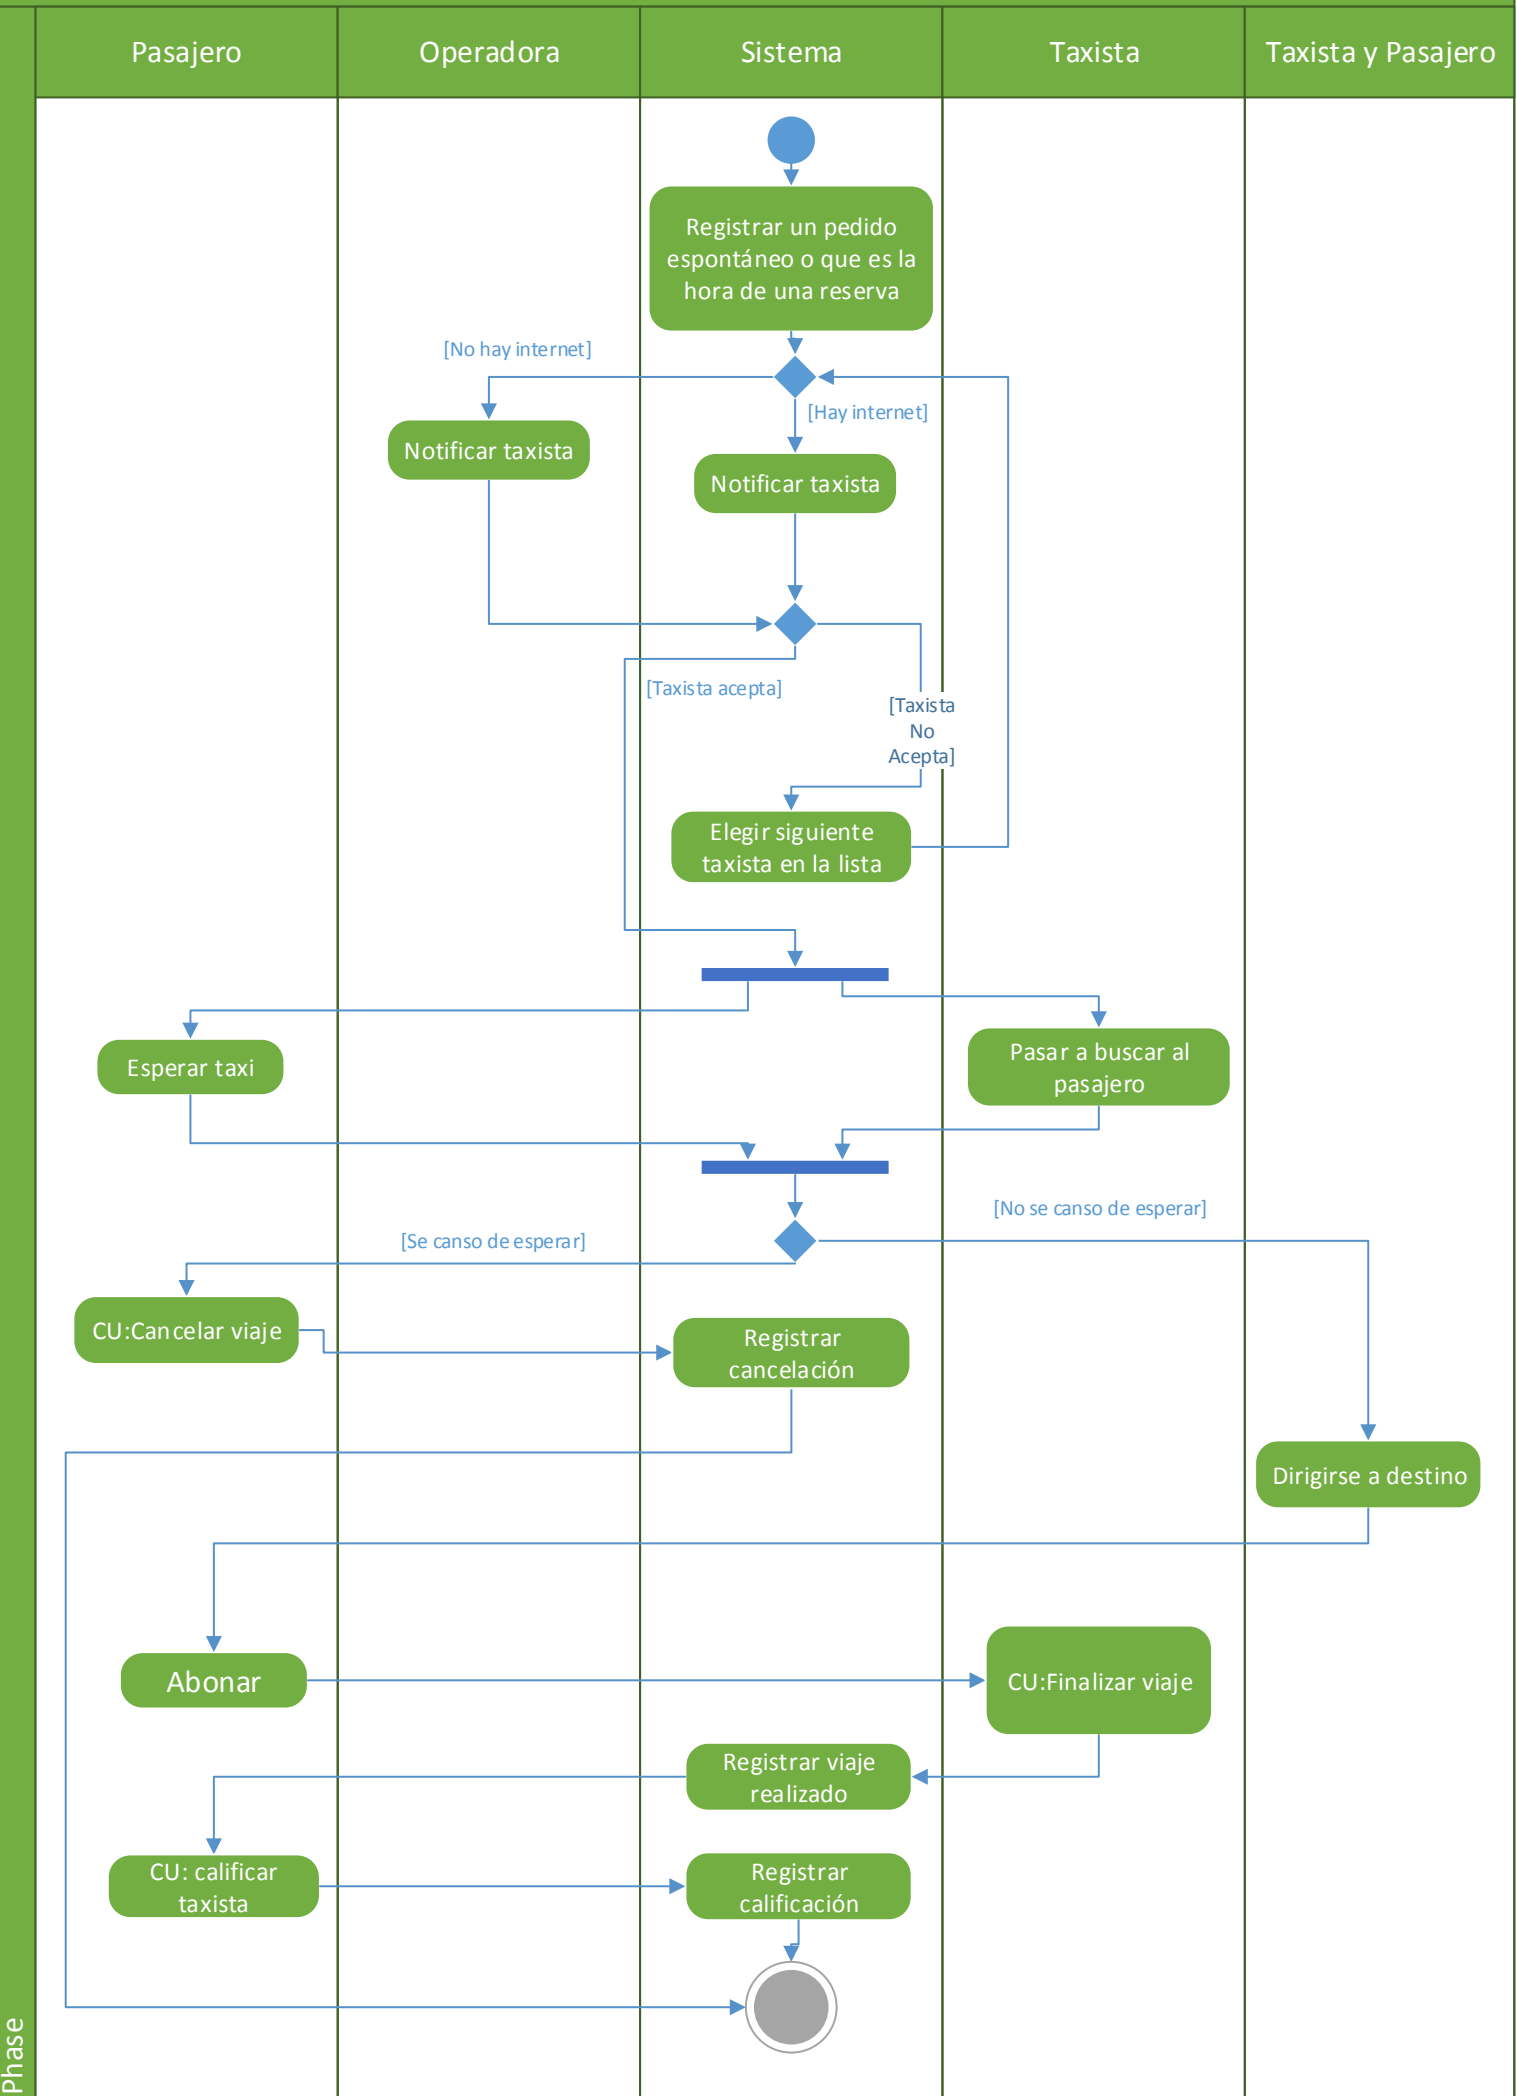 Pasajero
Operadora
Sistema
Taxista
Taxista y Pasajero
Registrar un pedido
espontáneo o que es la
hora de una reserva
[No hay internet]
[Hay internet]
Notificar taxista
Notificar taxista
[Taxista acepta]
[Taxista
No
Acepta]
Elegir siguiente
taxista en la lista
Esperar taxi
Pasar a buscar al
pasajero
[No se canso de esperar]
[Se canso de esperar]
CU:Cancelar viaje
Registrar
cancelación
Dirigirse a destino
Abonar
CU:Finalizar viaje
Registrar viaje
realizado
CU: calificar
taxista
Registrar
calificación
Phase